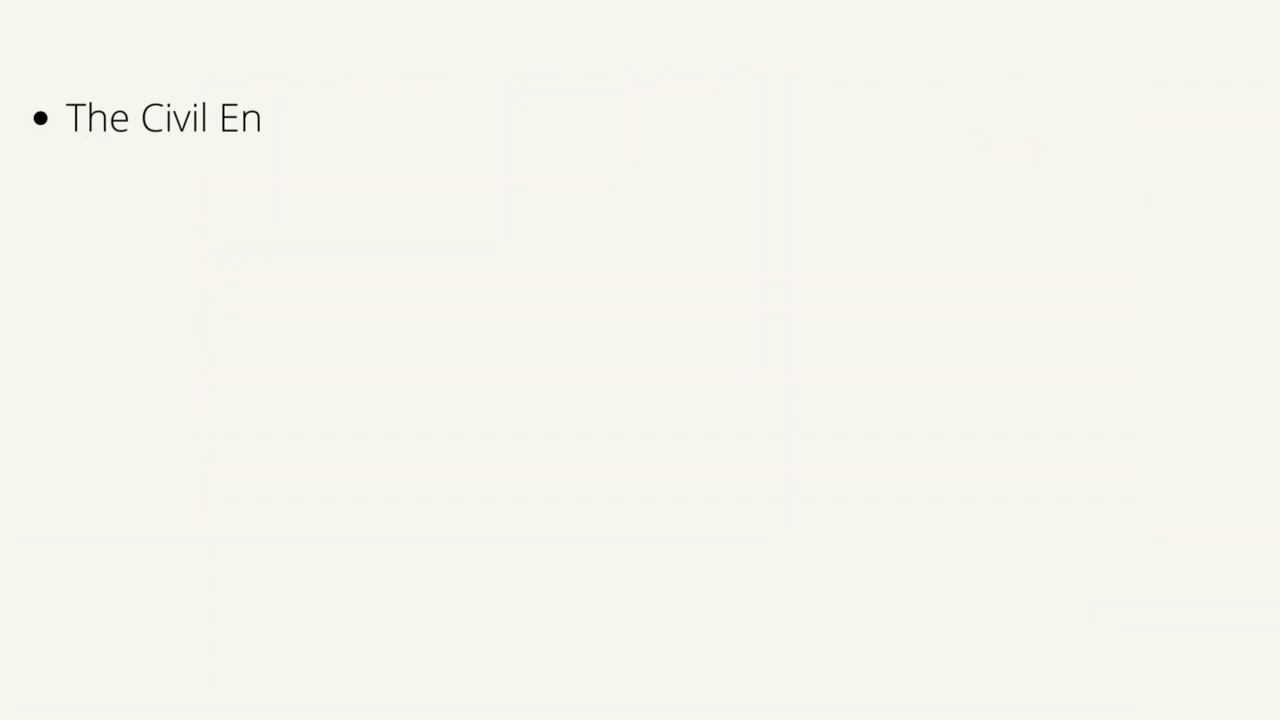 • The Civil En